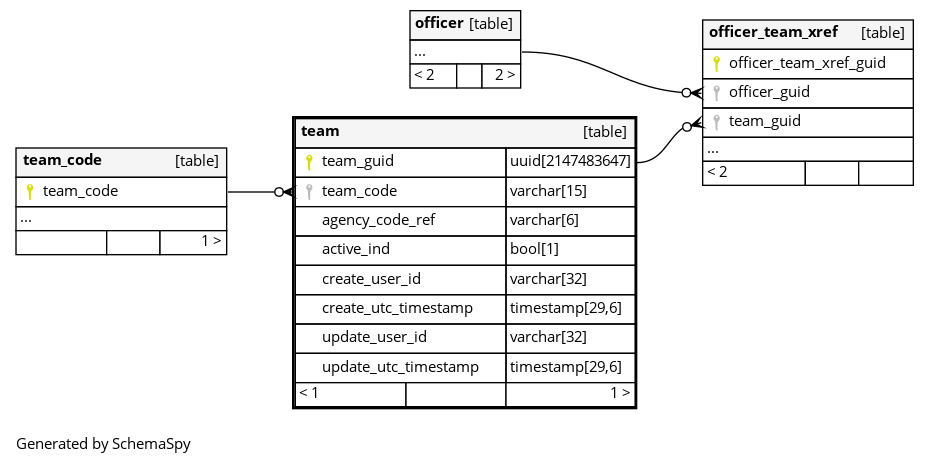 officer [table]
...
< 2 2 >
officer_team_xref [table]
officer_team_xref_guid
officer_guid
team_guid
...
< 2
team [table]
team_guid uuid[2147483647]
team_code varchar[15]
agency_code_ref varchar[6]
active_ind bool[1]
create_user_id varchar[32]
create_utc_timestamp timestamp[29,6]
update_user_id varchar[32]
update_utc_timestamp timestamp[29,6]
< 1 1 >
team_code [table]
team_code
...
1 >
Generated by SchemaSpy